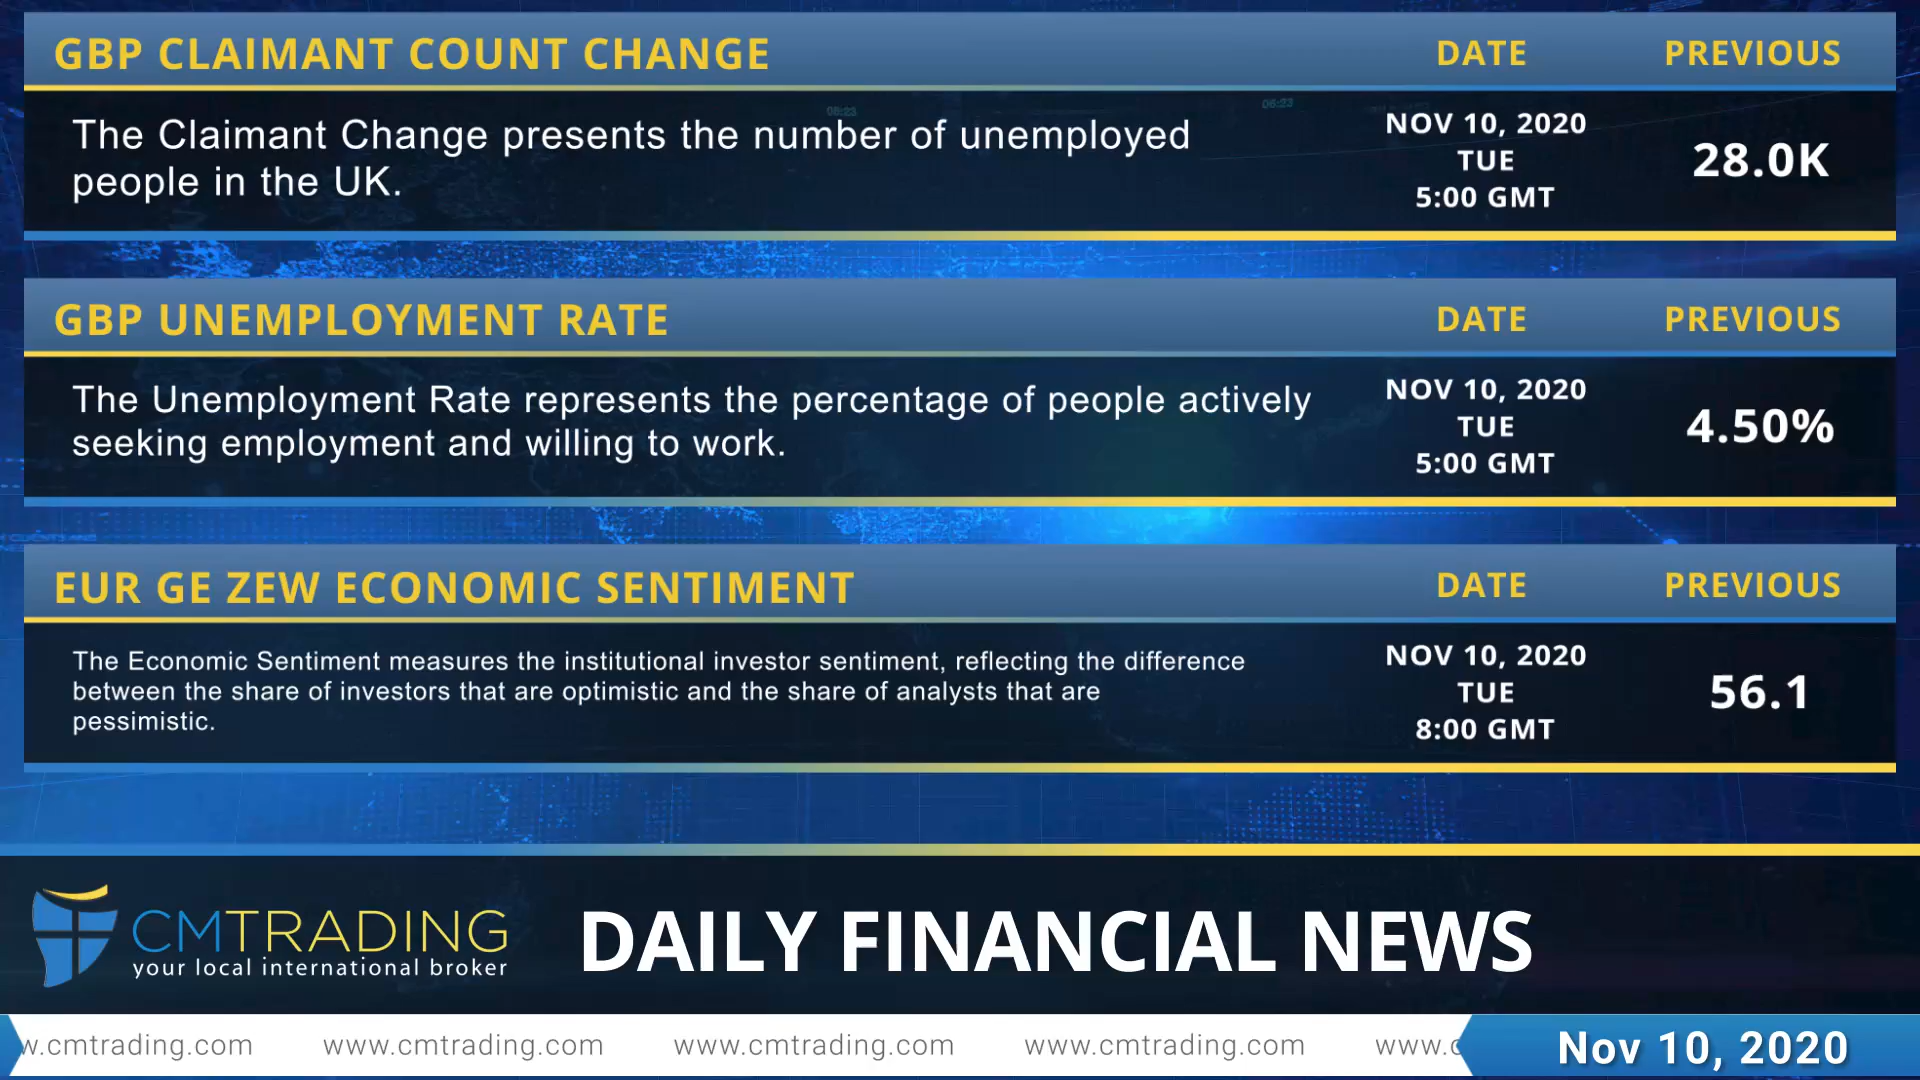 GBP CLAIMANT COUNT CHANGE DATE PREVIOUS
06:23 06:23
The Claimant Change presents the number of unemployed
people in the UK.
NOV 10, 2020
TUE
5:00 GMT
28.0K
GBP UNEMPLOYMENT RATE DATE PREVIOUS
The Unemployment Rate represents the percentage of people actively
seeking employment and willing to work.
NOV 10, 2020
TUE
5:00 GMT
4.50%
EUR GE ZEW ECONOMIC SENTIMENT DATE PREVIOUS
The Economic Sentiment measures the institutional investor sentiment, reflecting the difference
between the share of investors that are optimistic and the share of analysts that are
pessimistic.
NOV 10, 2020
TUE
8:00 GMT
56.1
CMTRADING
your local international broker
DAILY FINANCIAL NEWS
w.cmtrading.com www.cmtrading.com www.cmtrading.com www.cmtrading.com www.c
Nov 10, 2020